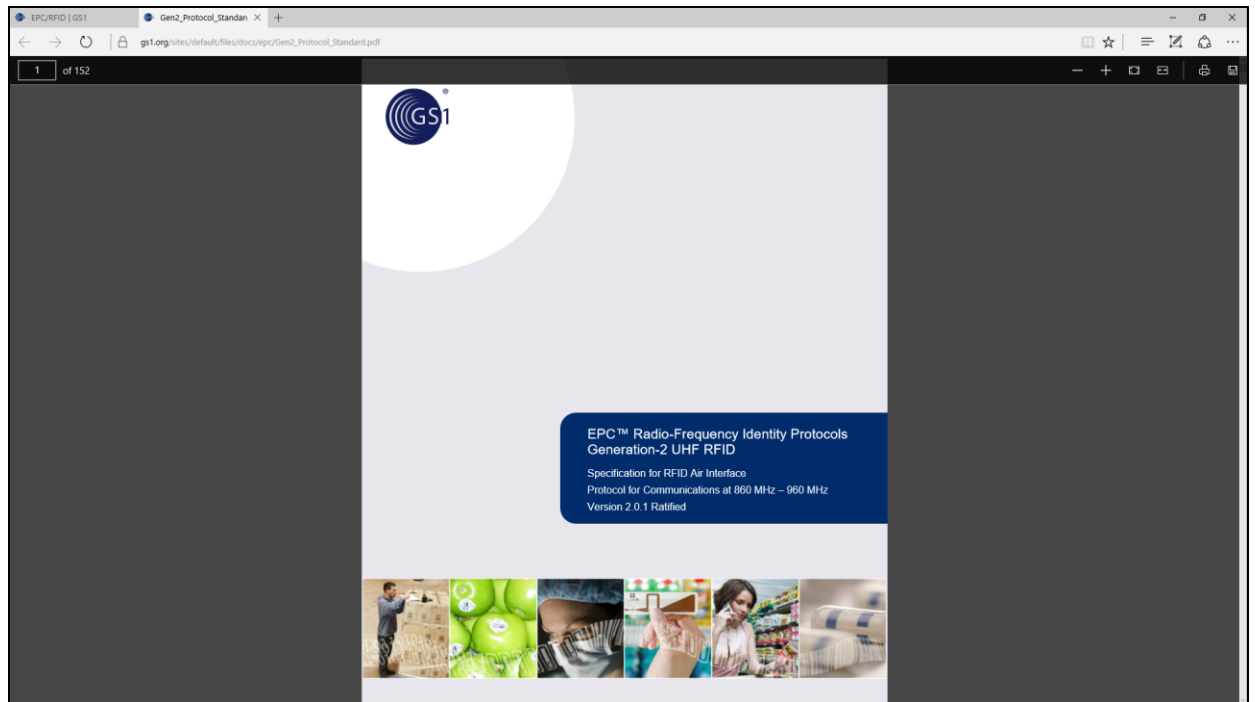 EPC/RFID | GS1
Gen2_Protocol_Standan
gs1.org/sites/default/files/docs/epc/Gen2_Protocol_Standard.pdf
1 of 152
GS1®
EPC™ Radio-Frequency Identity Protocols
Generation-2 UHF RFID
Specification for RFID Air Interface
Protocol for Communications at 860 MHz – 960 MHz
Version 2.0.1 Ratified